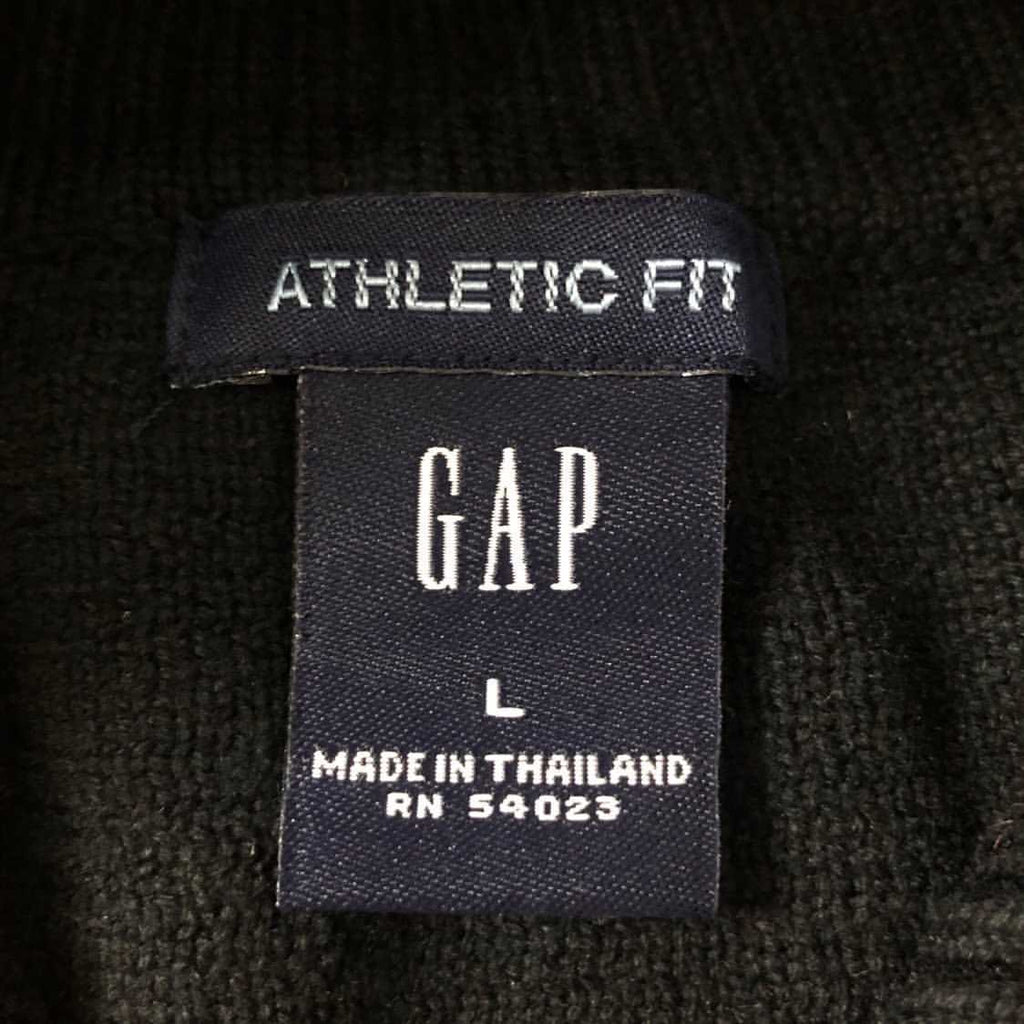 ATHLETIC FIT
GAP
L
MADE IN THAILAND
RN 54023